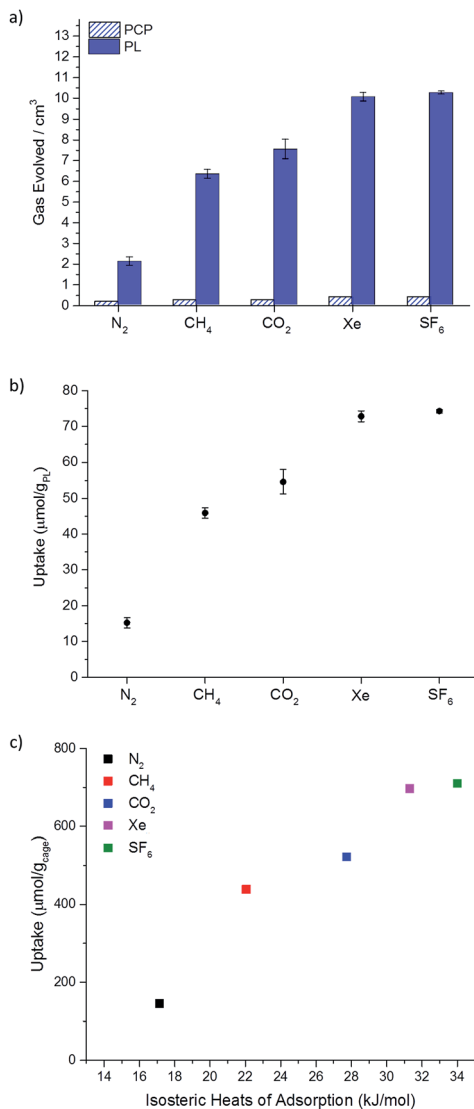 a)
PCP
PL
13
12
11
10
9
8
7
6
5
4
3
2
1
0
Gas Evolved / cm³
N₂ CH₄ CO₂ Xe SF₆
b)
80
70
60
50
40
30
20
10
0
Uptake (μmol/g_PL)
N₂ CH₄ CO₂ Xe SF₆
c)
800
600
400
200
0
Uptake (μmol/g_cage)
N₂
CH₄
CO₂
Xe
SF₆
14 16 18 20 22 24 26 28 30 32 34
Isosteric Heats of Adsorption (kJ/mol)